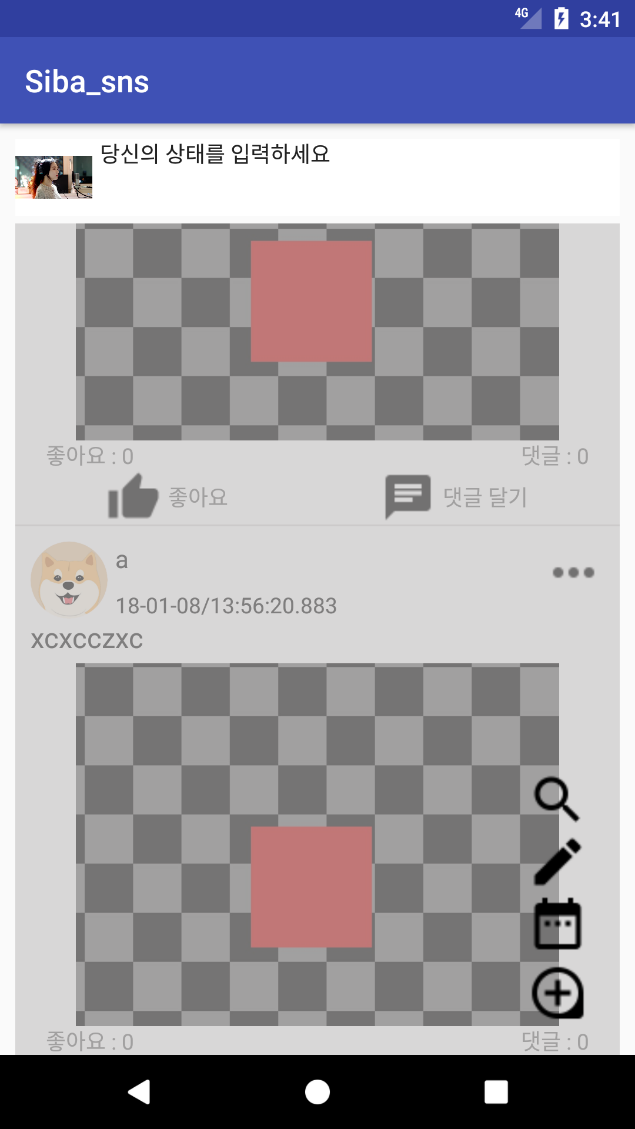 4G 3:41
Siba_sns
당신의 상태를 입력하세요
좋아요 : 0 댓글 : 0
좋아요 댓글 달기
a
18-01-08/13:56:20.883
xcxcczxc
좋아요 : 0 댓글 : 0